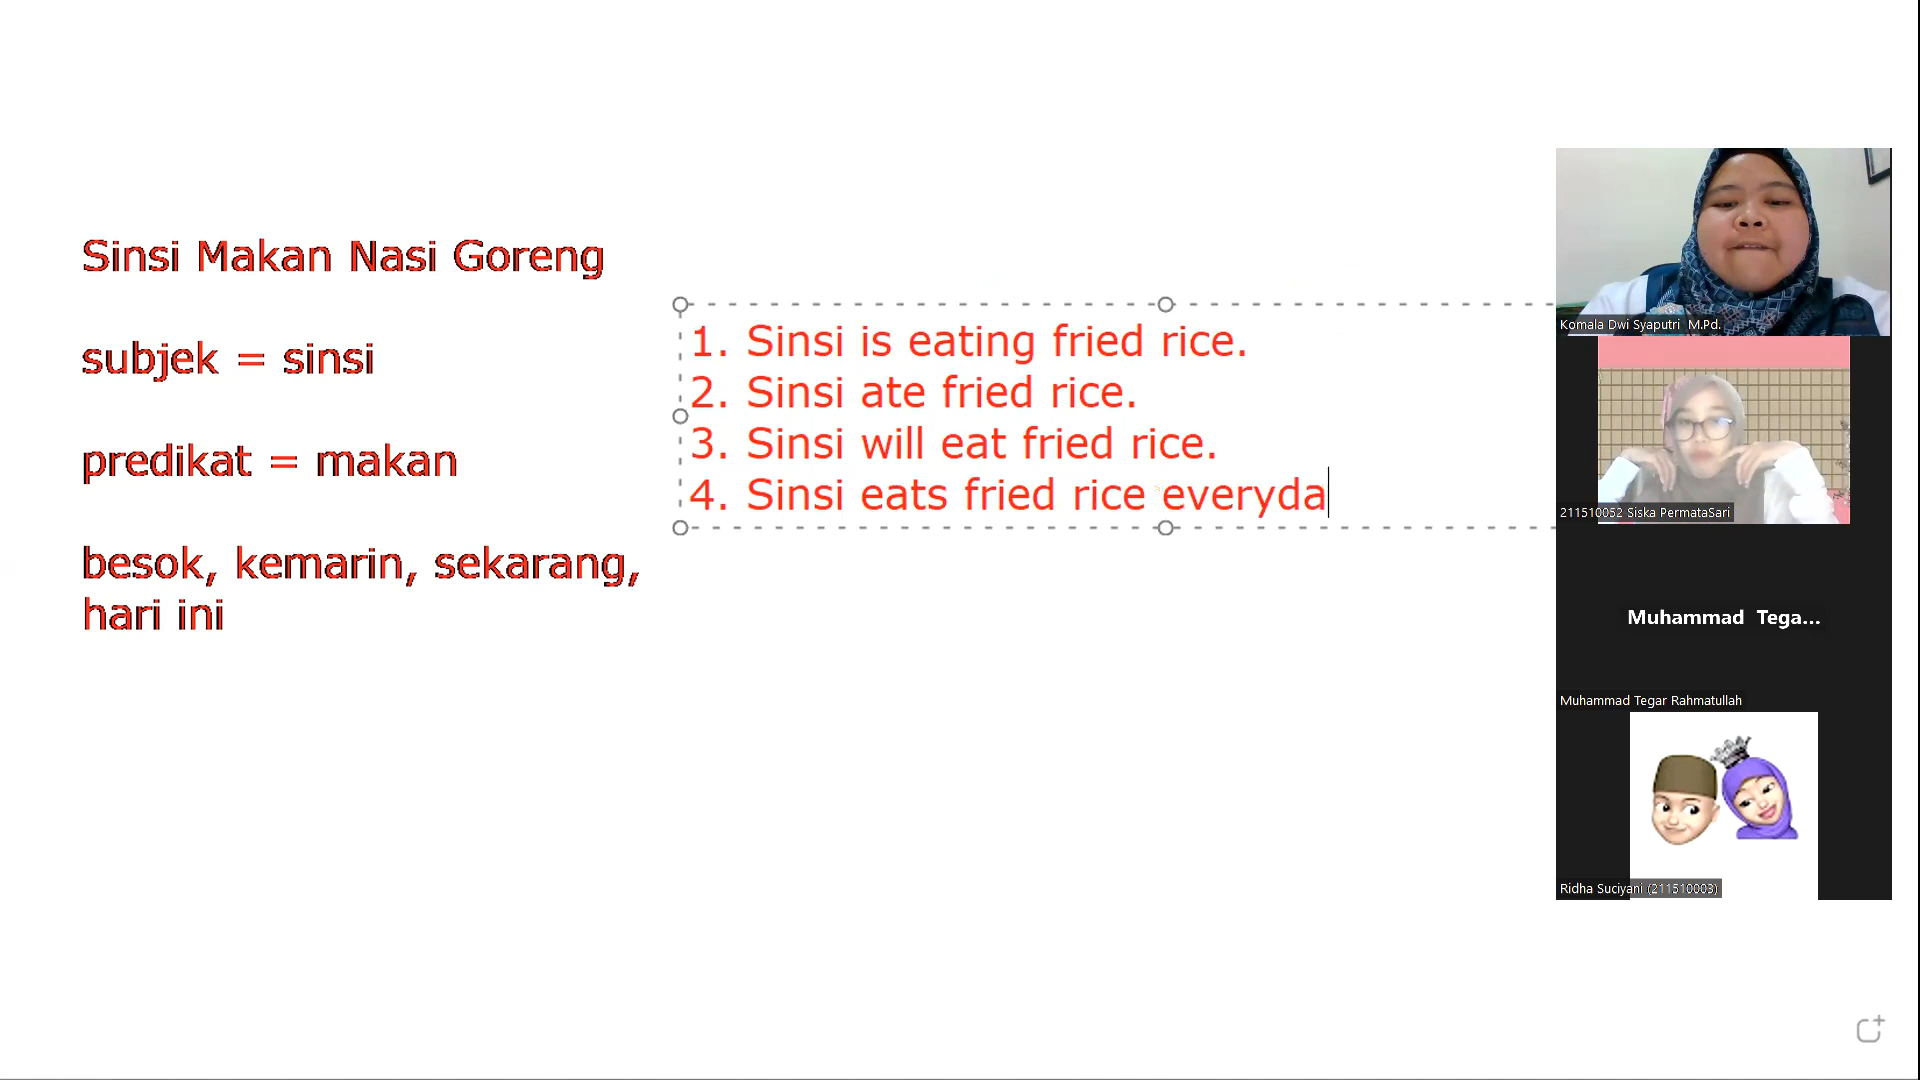 Sinsi Makan Nasi Goreng
subjek = sinsi
predikat = makan
besok, kemarin, sekarang,
hari ini
1. Sinsi is eating fried rice.
2. Sinsi ate fried rice.
3. Sinsi will eat fried rice.
4. Sinsi eats fried rice everyda
Komala Dwi Syaputri M.Pd.
211510052 Siska PermataSari
Muhammad Tega...
Muhammad Tegar Rahmatullah
Ridha Suciyani (211510003)